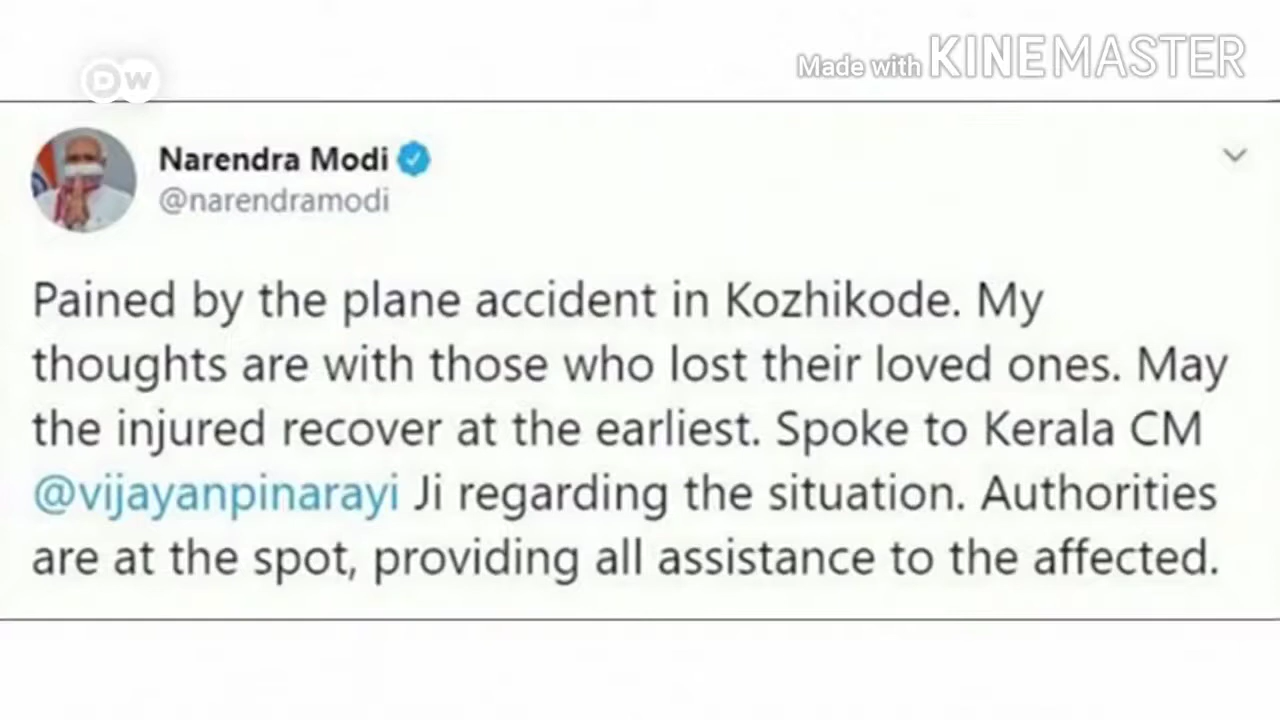 DW
Made with KINEMASTER
Narendra Modi
@narendramodi
Pained by the plane accident in Kozhikode. My
thoughts are with those who lost their loved ones. May
the injured recover at the earliest. Spoke to Kerala CM
@vijayanpinarayi Ji regarding the situation. Authorities
are at the spot, providing all assistance to the affected.